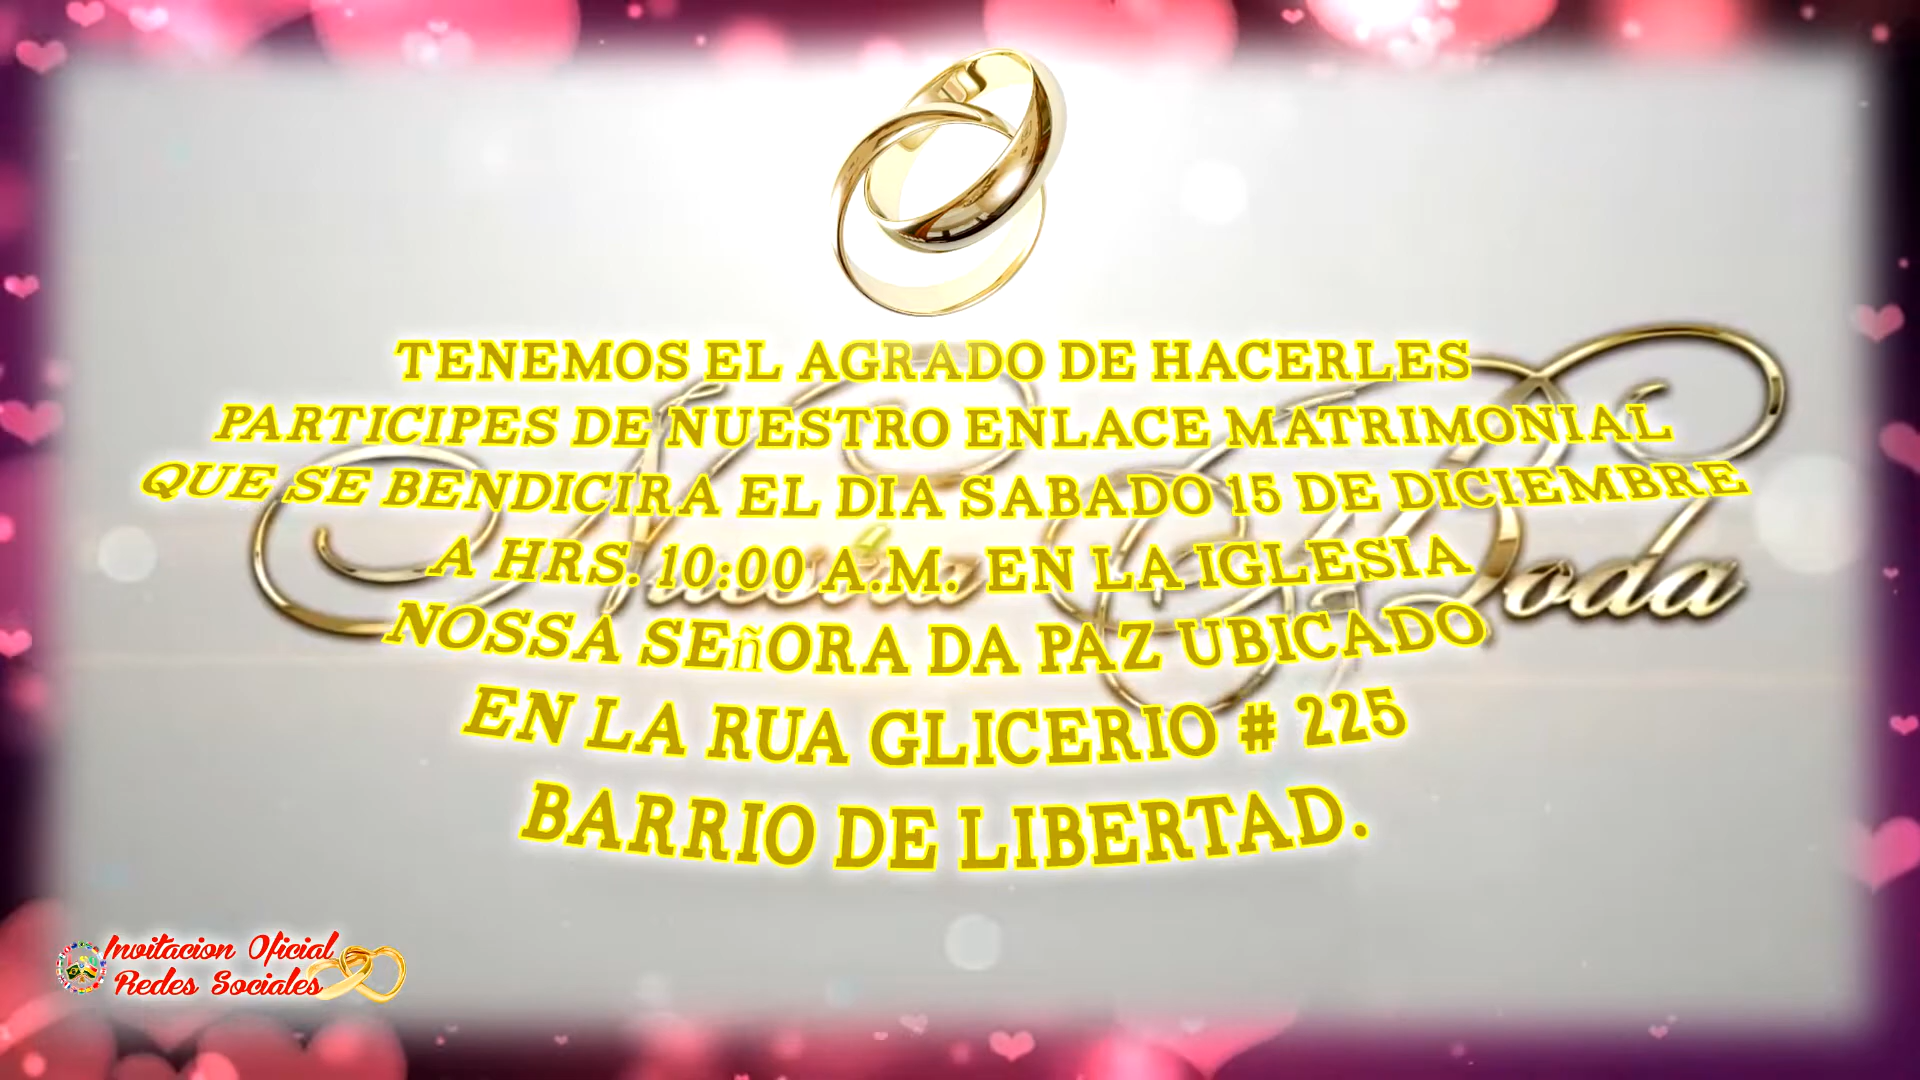 TENEMOS EL AGRADO DE HACERLES
PARTICIPES DE NUESTRO ENLACE MATRIMONIAL
QUE SE BENDICIRA EL DIA SABADO 15 DE DICIEMBRE
A HRS. 10:00 A.M. EN LA IGLESIA
Nuestra Boda
NOSSA SEñORA DA PAZ UBICADO
EN LA RUA GLICERIO # 225
BARRIO DE LIBERTAD.
Invitacion Oficial
Redes Sociales